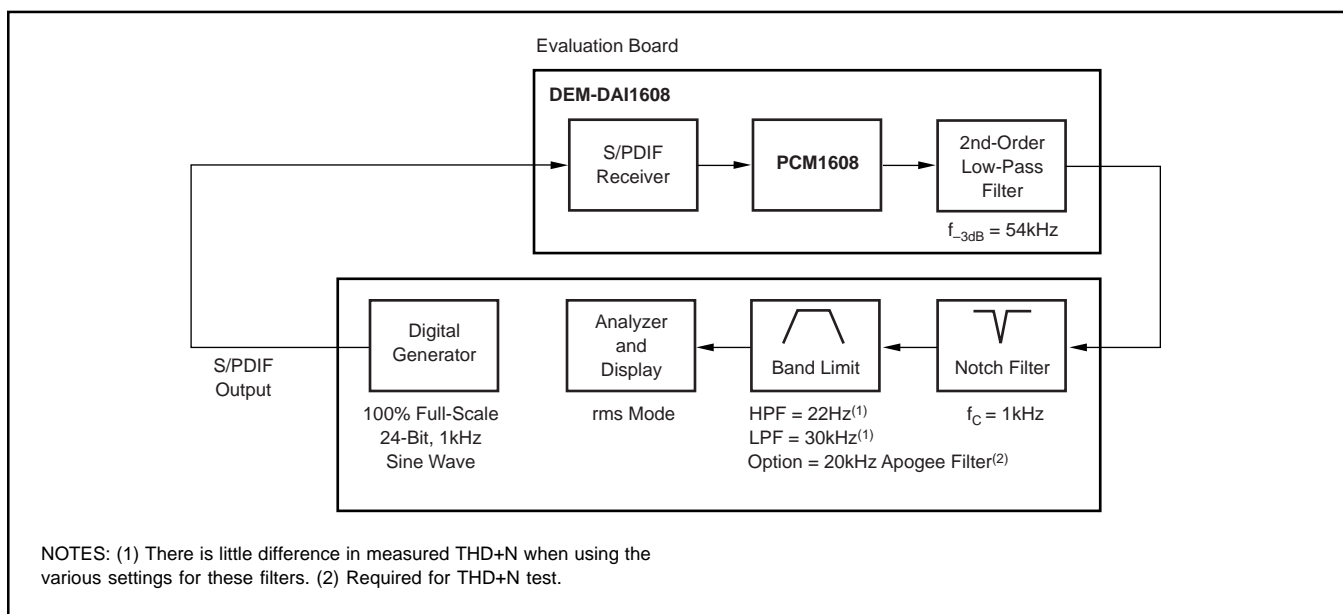 Evaluation Board
DEM-DAI1608
S/PDIF
Receiver
PCM1608
2nd-Order
Low-Pass
Filter
f–3dB = 54kHz
S/PDIF
Output
Digital
Generator
100% Full-Scale
24-Bit, 1kHz
Sine Wave
Analyzer
and
Display
rms Mode
Band Limit
HPF = 22Hz(1)
LPF = 30kHz(1)
Option = 20kHz Apogee Filter(2)
Notch Filter
fC = 1kHz
NOTES: (1) There is little difference in measured THD+N when using the
various settings for these filters. (2) Required for THD+N test.